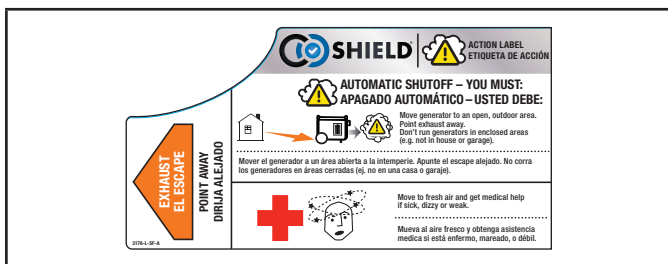 CO SHIELD®
ACTION LABEL
ETIQUETA DE ACCIÓN
AUTOMATIC SHUTOFF – YOU MUST:
APAGADO AUTOMÁTICO – USTED DEBE:
Move generator to an open, outdoor area.
Point exhaust away.
Don't run generators in enclosed areas
(e.g. not in house or garage).
Mover el generador a un área abierta a la intemperie. Apunte el escape alejado. No corra
los generadores en áreas cerradas (ej. no en una casa o garaje).
EXHAUST
EL ESCAPE
POINT AWAY
DIRIJA ALEJADO
Move to fresh air and get medical help
if sick, dizzy or weak.
Mueva al aire fresco y obtenga asistencia
medica si está enfermo, mareado, o débil.
3176-L-SF-A